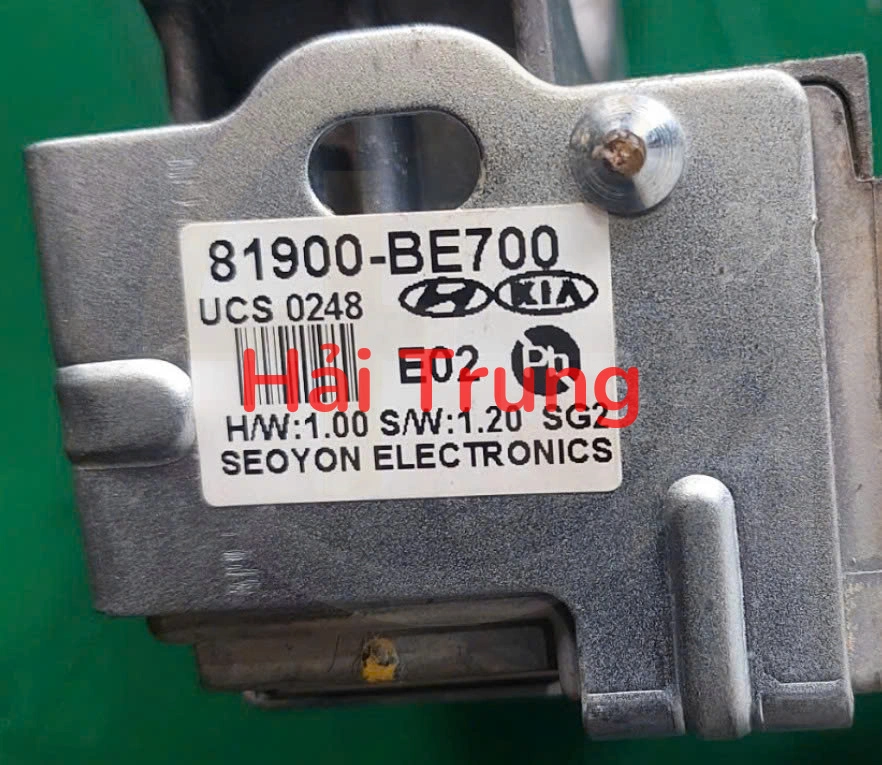 81900-BE700
UCS 0248
KIA
E02 Pb
Hải Trung
H/W:1.00 S/W:1.20 SG2
SEOYON ELECTRONICS